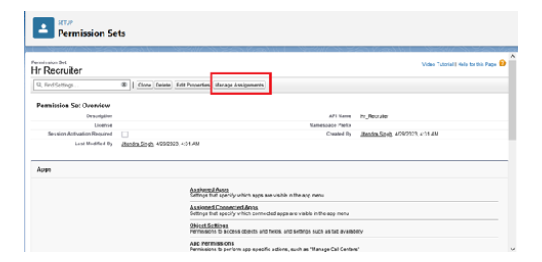 SETUP
Permission Sets
Permission Set
Hr Recruiter
Video Tutorial | Help for this Page
Find Settings...
Clone Delete Edit Properties Manage Assignments
Permission Set Overview
Description API Name Hr_Recruiter
License Namespace Prefix
Session Activation Required Created By Jitendra Singh
Last Modified By Jitendra Singh
Apps
Assigned Apps
Settings that specify which apps are visible in the app menu
Assigned Connected Apps
Settings that specify which connected apps are visible in the app menu
Object Settings
Permissions to access objects and fields, and settings such as tab availability
App Permissions
Permissions to perform app-specific actions, such as "Manage Call Centers"